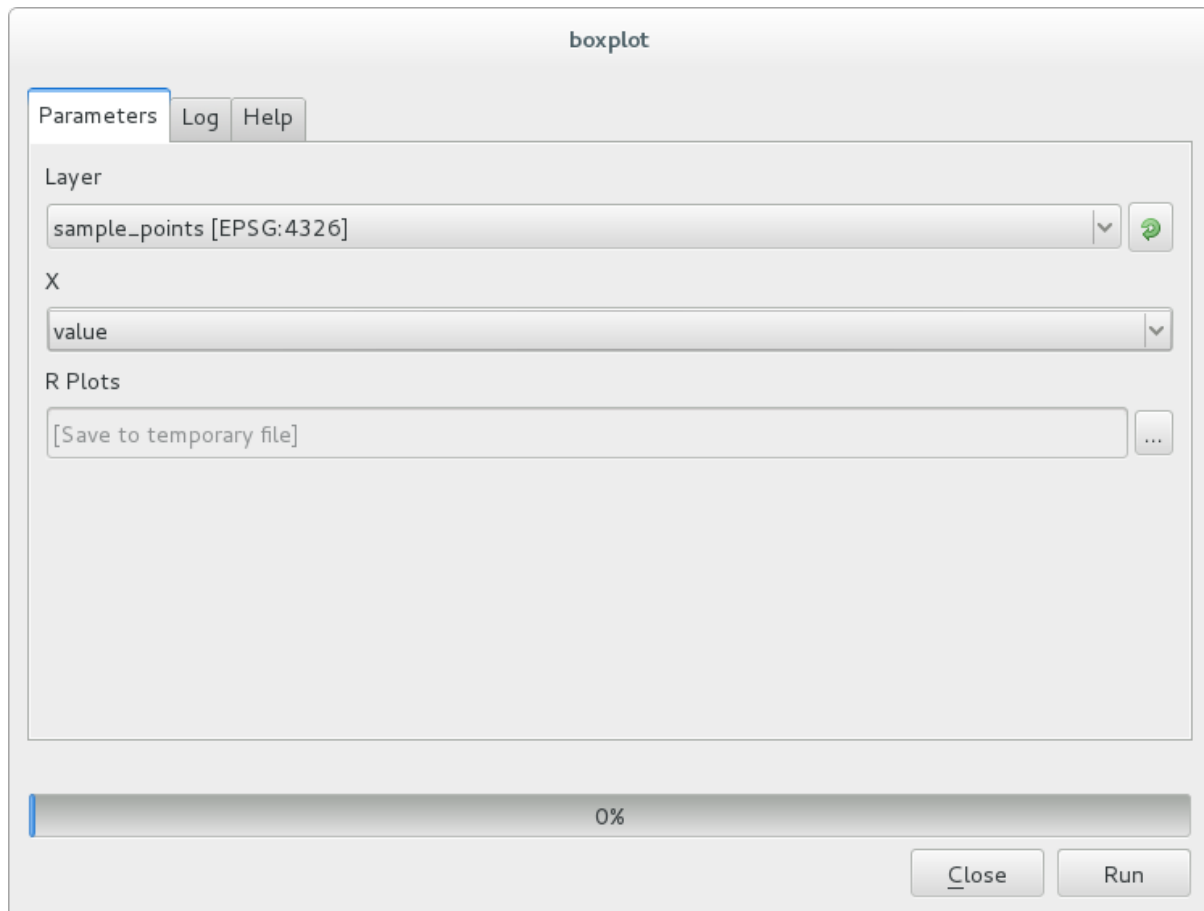 boxplot
Parameters Log Help
Layer
sample_points [EPSG:4326]
X
value
R Plots
[Save to temporary file]
...
0%
Close Run